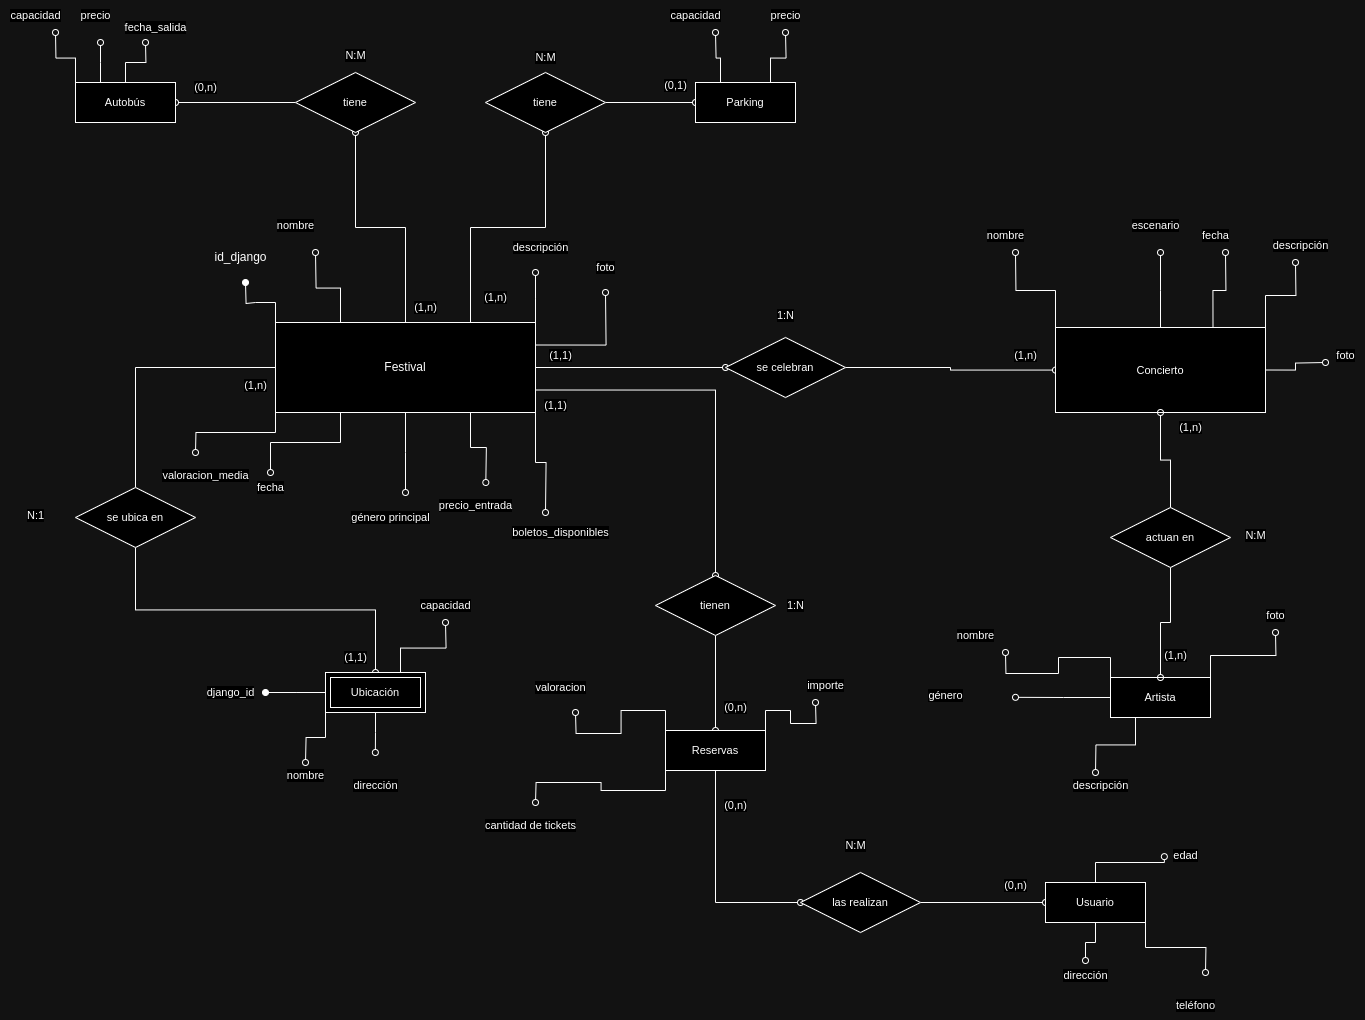 capacidad
precio
fecha_salida
capacidad
precio
N:M
N:M
(0,n)
(0,1)
Autobús
tiene
tiene
Parking
nombre
id_django
descripción
foto
(1,n)
(1,n)
nombre
escenario
fecha
descripción
foto
1:N
(1,1)
(1,n)
(1,n)
Festival
se celebran
Concierto
(1,1)
(1,n)
valoracion_media
fecha
género principal
precio_entrada
boletos_disponibles
N:1
se ubica en
actuan en
N:M
capacidad
tienen
1:N
foto
nombre
(1,1)
(1,n)
django_id
Ubicación
valoracion
importe
género
Artista
(0,n)
nombre
dirección
Reservas
descripción
(0,n)
cantidad de tickets
N:M
edad
(0,n)
las realizan
Usuario
dirección
teléfono